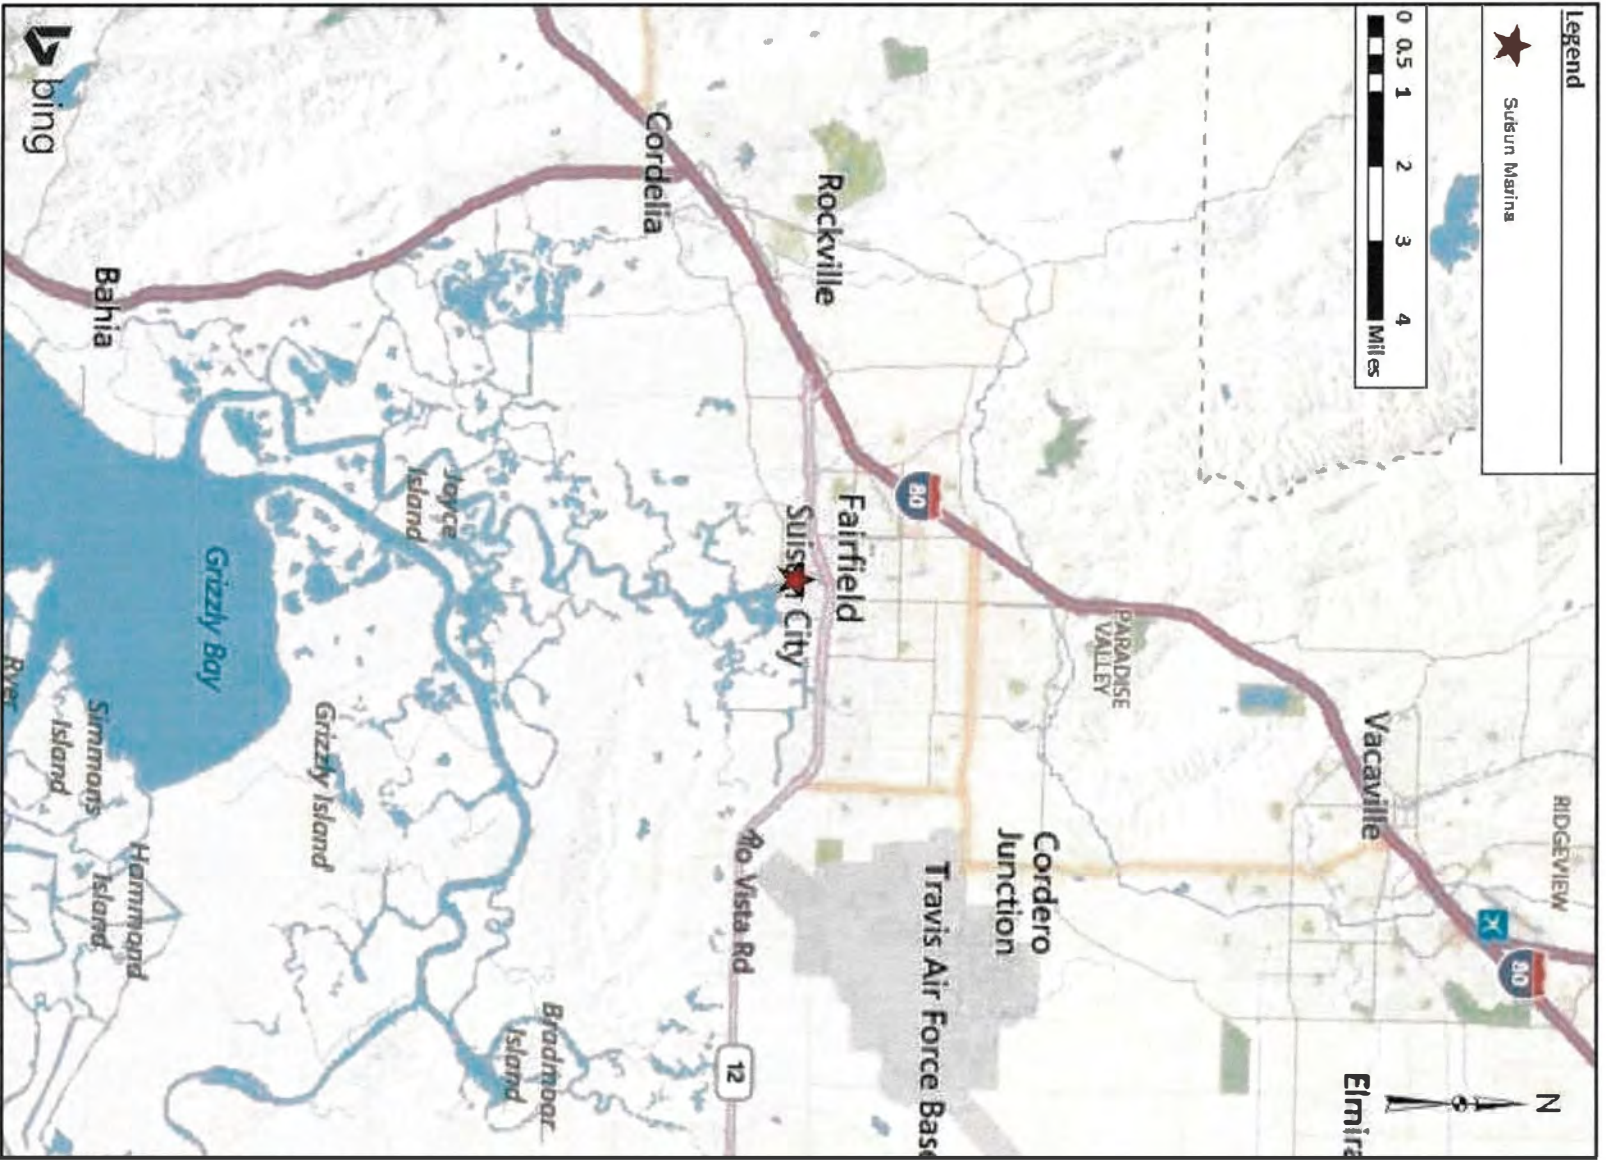 Legend
Suisun Marina
0 0.5 1 2 3 4
Miles
N
RIDGEVIEW
80
Vacaville
Elmira
PARADISE
VALLEY
Cordero
Junction
Travis Air Force Base
80
Rockville
Fairfield
Suisun City
Cordelia
Rio Vista Rd
12
Joyce
Island
Bradmoor
Island
Grizzly Island
Grizzly Bay
Bahia
Hammond
Island
Simmons
Island
Ryer
bing